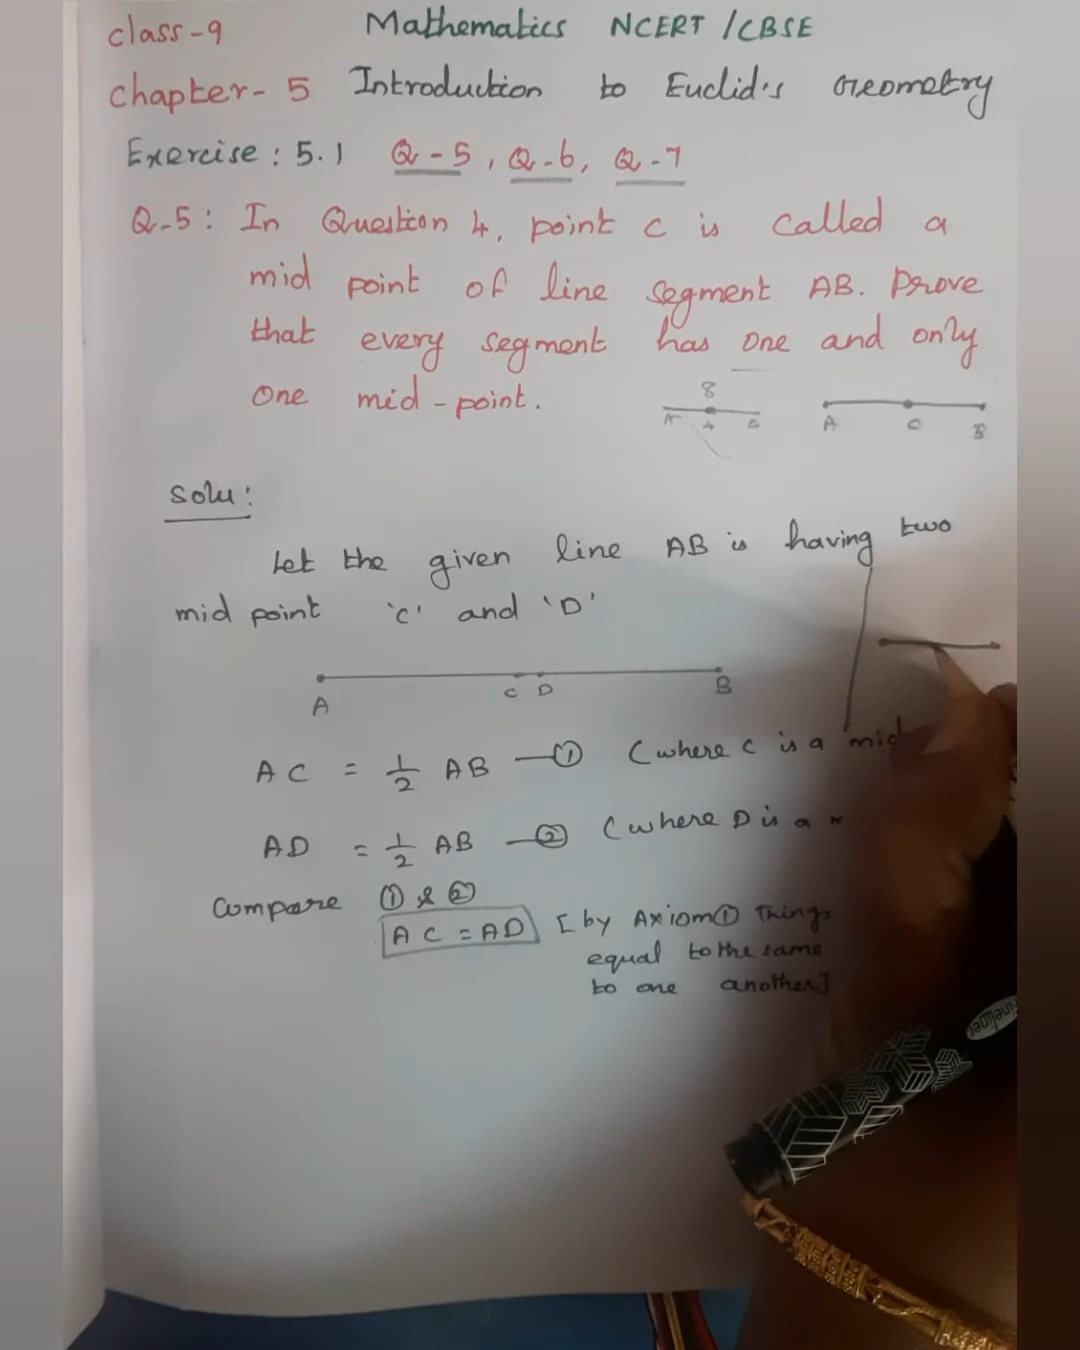 class-9 Mathematics NCERT /CBSE
Chapter- 5 Introduction to Euclid's Geometry
Exercise: 5.1 Q-5, Q-6, Q-7
Q-5: In Question 4, point C is called a
mid point of line segment AB. Prove
that every segment has one and only
one mid-point.
8
4
A C B
Solu:
Let the given line AB is having two
mid point 'C' and 'D'
A C D B
AC = 1/2 AB — ① (where C is a mid
AD = 1/2 AB — ② (where D is a
Compare ① & ②
AC = AD [by Axiom ① Things
equal to the same
to one another]